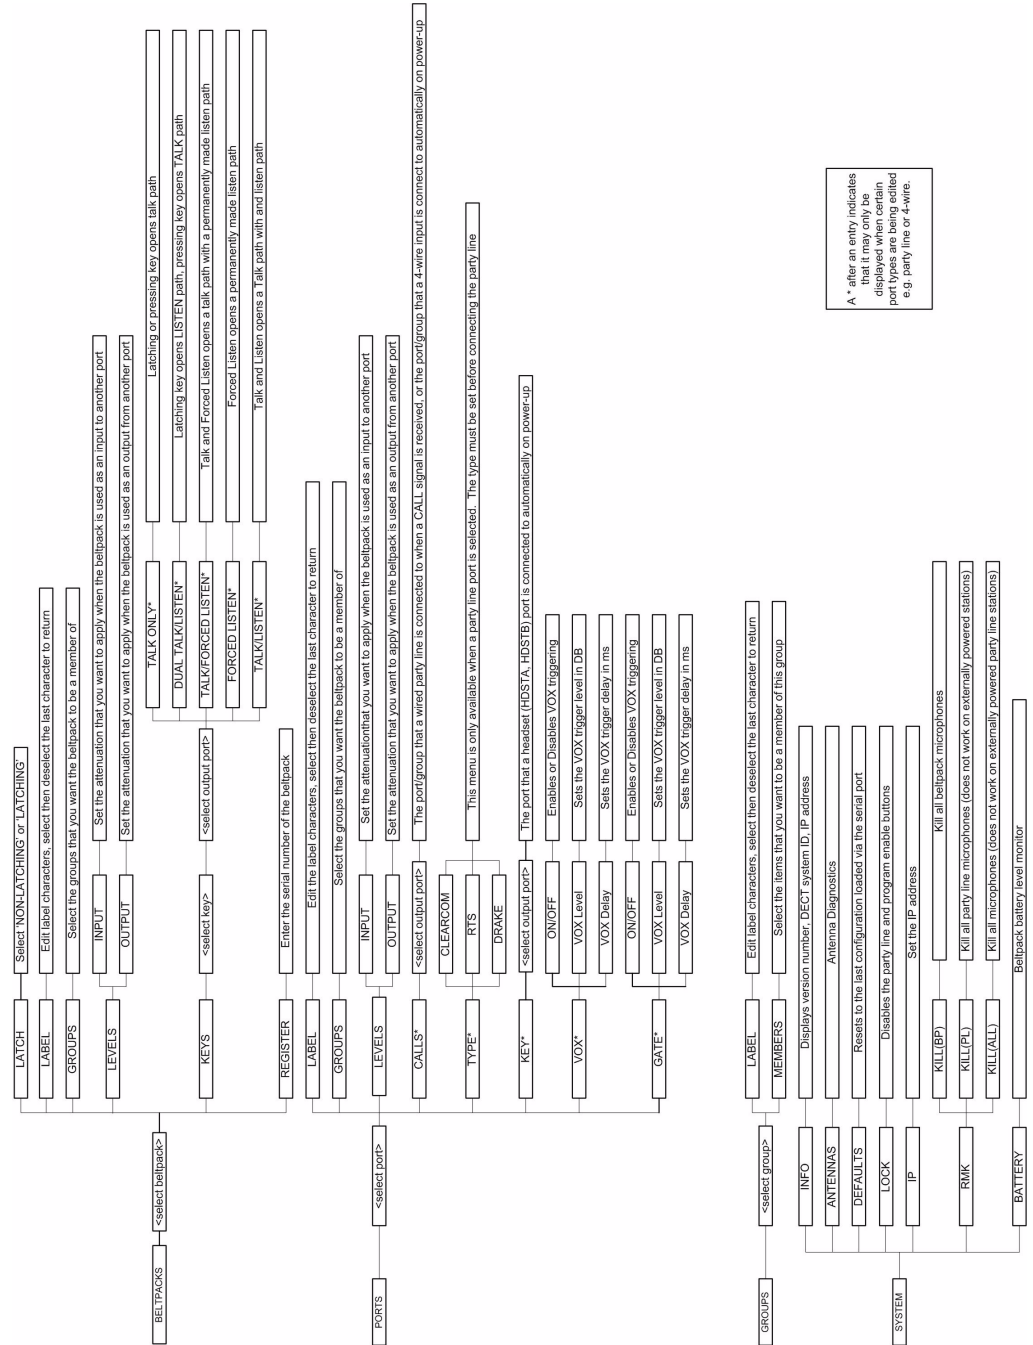 BELTPACKS
<select beltpack>
LATCH
Select 'NON-LATCHING' or 'LATCHING'
LABEL
Edit label characters, select then deselect the last character to return
GROUPS
Select the groups that you want the beltpack to be a member of
LEVELS
INPUT
Set the attenuation that you want to apply when the beltpack is used as an input to another port
OUTPUT
Set the attenuation that you want to apply when the beltpack is used as an output from another port
KEYS
<select key>
<select output port>
TALK ONLY*
Latching or pressing key opens talk path
DUAL TALK/LISTEN*
Latching key opens LISTEN path, pressing key opens TALK path
TALK/FORCED LISTEN*
Talk and Forced Listen opens a talk path with a permanently made listen path
FORCED LISTEN*
Forced Listen opens a permanently made listen path
TALK/LISTEN*
Talk and Listen opens a Talk path with and listen path
REGISTER
Enter the serial number of the beltpack
PORTS
<select port>
LABEL
Edit the label characters, select then deselect the last character to return
GROUPS
Select the groups that you want the beltpack to be a member of
LEVELS
INPUT
Set the attenuationthat you want to apply when the beltpack is used as an input to another port
OUTPUT
Set the attenuation that you want to apply when the beltpack is used as an output from another port
CALLS*
<select output port>
The port/group that a wired party line is connected to when a CALL signal is received, or the port/group that a 4-wire input is connect to automatically on power-up
TYPE*
CLEARCOM
RTS
DRAKE
This menu is only available when a party line port is selected. The type must be set before connecting the party line
KEY*
<select output port>
The port that a headset (HDSTA, HDSTB) port is connected to automatically on power-up
VOX*
ON/OFF
Enables or Disables VOX triggering
VOX Level
Sets the VOX trigger level in DB
VOX Delay
Sets the VOX trigger delay in ms
GATE*
ON/OFF
Enables or Disables VOX triggering
VOX Level
Sets the VOX trigger level in DB
VOX Delay
Sets the VOX trigger delay in ms
GROUPS
<select group>
LABEL
Edit label characters, select then deselect the last character to return
MEMBERS
Select the items that you want to be a member of this group
SYSTEM
INFO
Displays version number, DECT system ID, IP address
ANTENNAS
Antenna Diagnostics
DEFAULTS
Resets to the last configuration loaded via the serial port
LOCK
Disables the party line and program enable buttons
IP
Set the IP address
RMK
KILL(BP)
Kill all beltpack microphones
KILL(PL)
Kill all party line microphones (does not work on externally powered stations)
KILL(ALL)
Kill all microphones (does not work on externally powered party line stations)
BATTERY
Beltpack battery level monitor
A * after an entry indicates
that it may only be
displayed when certain
port types are being edited
e.g. party line or 4-wire.